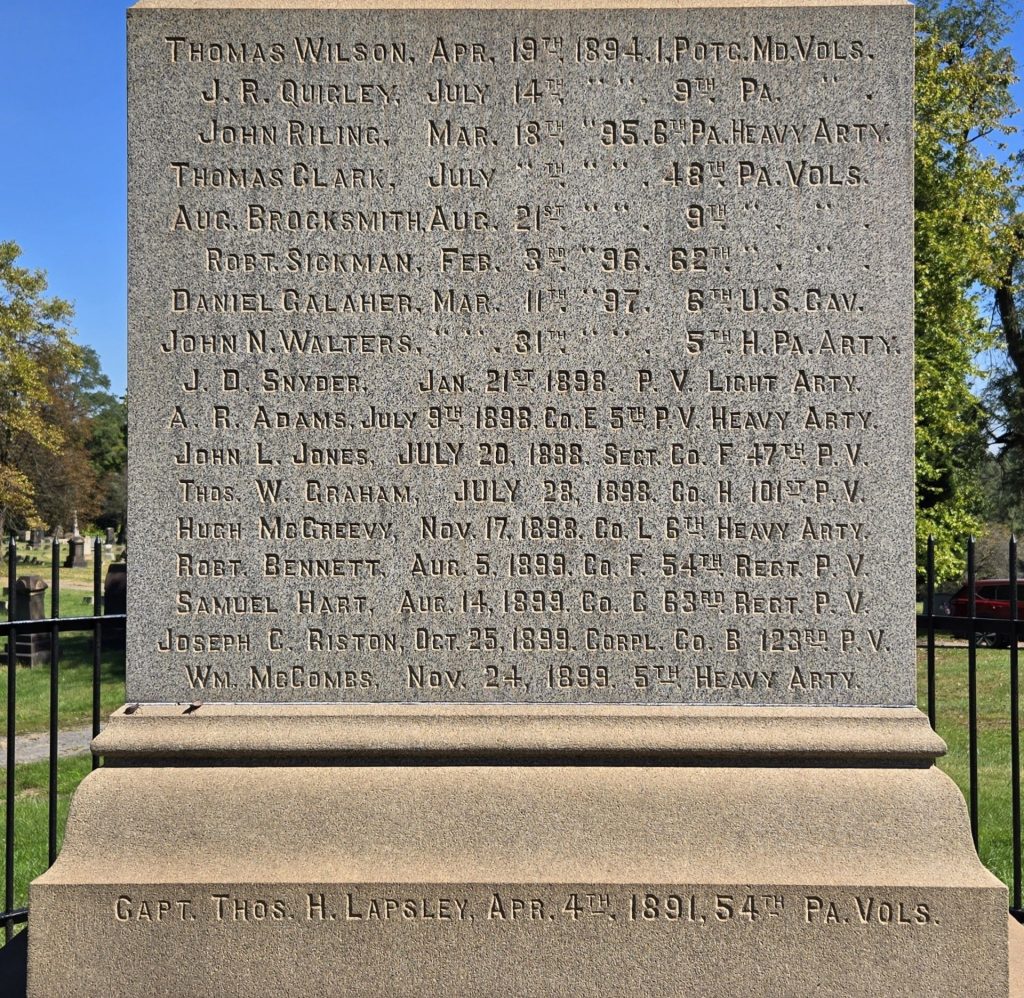 THOMAS WILSON, APR. 19TH 1894. 1, POTC. MD. VOLS.
J. R. QUIGLEY, JULY 14TH " " . 9TH PA. " .
JOHN RILING, MAR. 18TH "95. 6TH PA. HEAVY ARTY.
THOMAS CLARK, JULY " TH. " " . 48TH PA. VOLS.
AUG. BROCKSMITH, AUG. 21ST. " " . 9TH " " .
ROBT. SICKMAN, FEB. 3RD. "96. 62TH " . " .
DANIEL GALAHER, MAR. 11TH "97. 6TH U.S. CAV.
JOHN N. WALTERS, " " . 31TH. " " . 5TH. H. PA. ARTY.
J. D. SNYDER, JAN. 21ST. 1898. P. V. LIGHT ARTY.
A. R. ADAMS, JULY 9TH, 1898. CO. E 5TH P. V. HEAVY ARTY.
JOHN L. JONES, JULY 20, 1898. SEGT. CO. F 47TH. P. V.
THOS. W. GRAHAM, JULY 28, 1898. CO. H 101ST P. V.
HUGH MCGREEVY, NOV. 17, 1898. CO. L 6TH HEAVY ARTY.
ROBT. BENNETT, AUG. 5, 1899. CO. F. 54TH. REGT. P. V.
SAMUEL HART, AUG. 14, 1899. CO. C 63RD. REGT. P. V.
JOSEPH C. RISTON, OCT. 25, 1899. CORPL. CO. B 123RD P. V.
WM. MCCOMBS, NOV. 24, 1899. 5TH HEAVY ARTY.
CAPT. THOS. H. LAPSLEY, APR. 4TH, 1891, 54TH PA. VOLS.